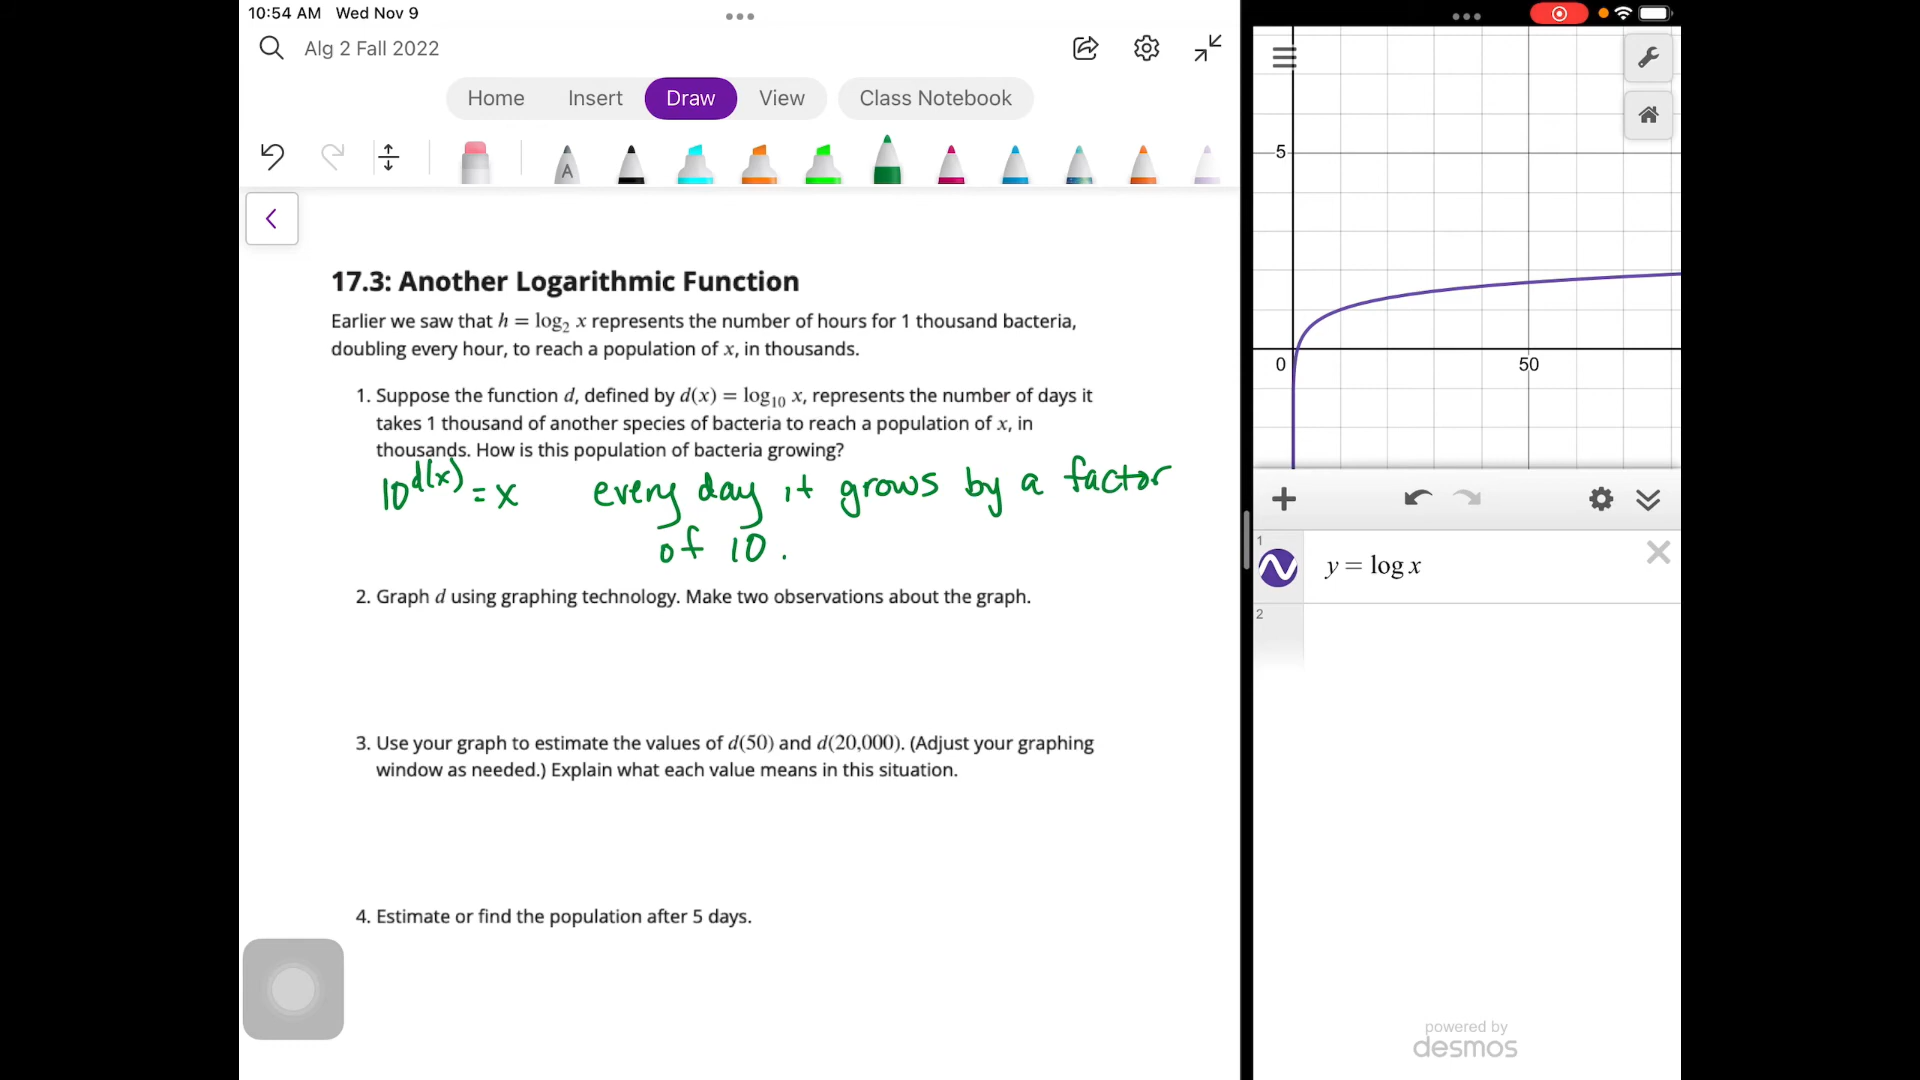 10:54 AM Wed Nov 9
Alg 2 Fall 2022
Home Insert Draw View Class Notebook
A
17.3: Another Logarithmic Function
Earlier we saw that h = log₂ x represents the number of hours for 1 thousand bacteria,
doubling every hour, to reach a population of x, in thousands.
1. Suppose the function d, defined by d(x) = log₁₀ x, represents the number of days it
takes 1 thousand of another species of bacteria to reach a population of x, in
thousands. How is this population of bacteria growing?
10^d(x) = x every day it grows by a factor
of 10.
2. Graph d using graphing technology. Make two observations about the graph.
3. Use your graph to estimate the values of d(50) and d(20,000). (Adjust your graphing
window as needed.) Explain what each value means in this situation.
4. Estimate or find the population after 5 days.
5
0 50
1
y = log x
2
powered by
desmos